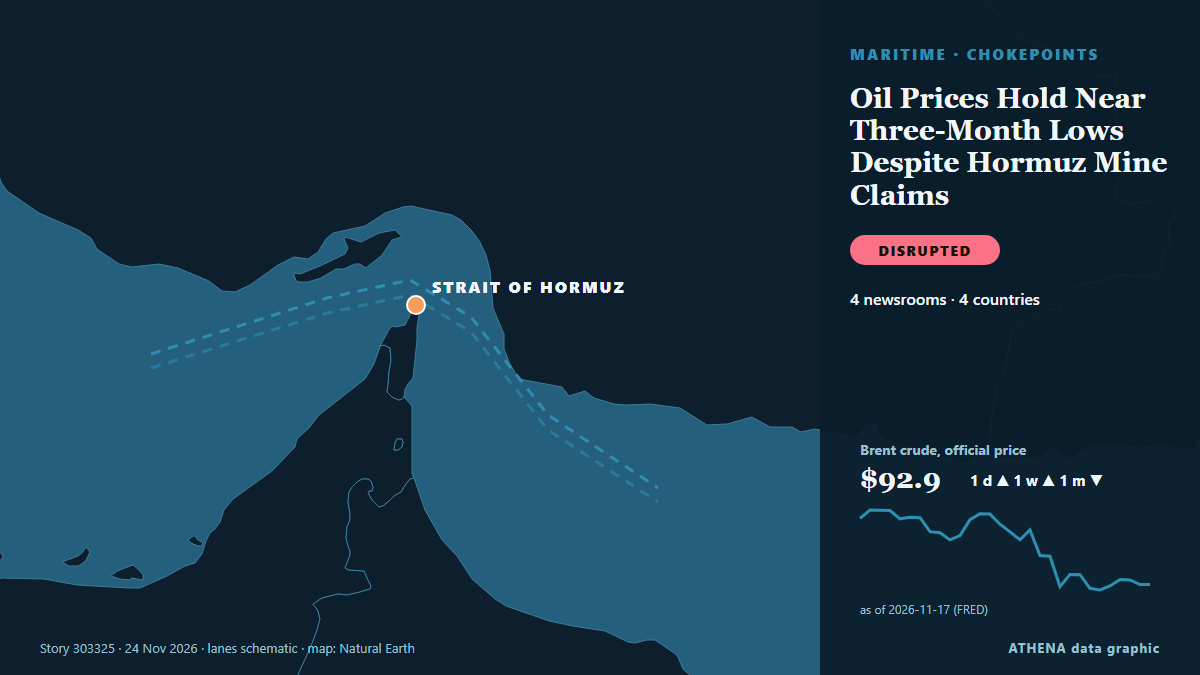 MARITIME · CHOKEPOINTS
Oil Prices Hold Near
Three-Month Lows
Despite Hormuz Mine
Claims
DISRUPTED
4 newsrooms · 4 countries
STRAIT OF HORMUZ
Brent crude, official price
$92.9 1 d ▲ 1 w ▲ 1 m ▼
as of 2026-11-17 (FRED)
Story 303325 · 24 Nov 2026 · lanes schematic · map: Natural Earth
ATHENA data graphic